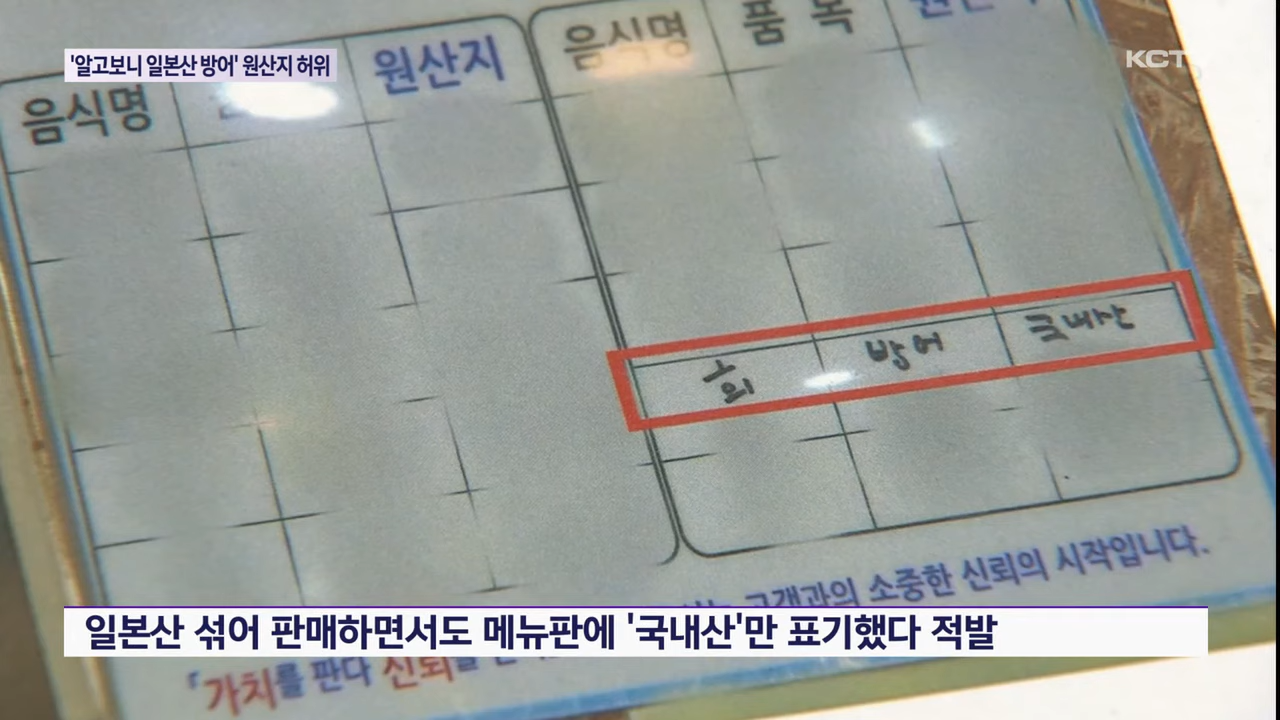 '알고보니 일본산 방어' 원산지 허위
KCT
음식명
원산지
음식명 품목
회 방어 국내산
고객과의 소중한 신뢰의 시작입니다.
「가치를 판다 신뢰를
일본산 섞어 판매하면서도 메뉴판에 '국내산'만 표기했다 적발